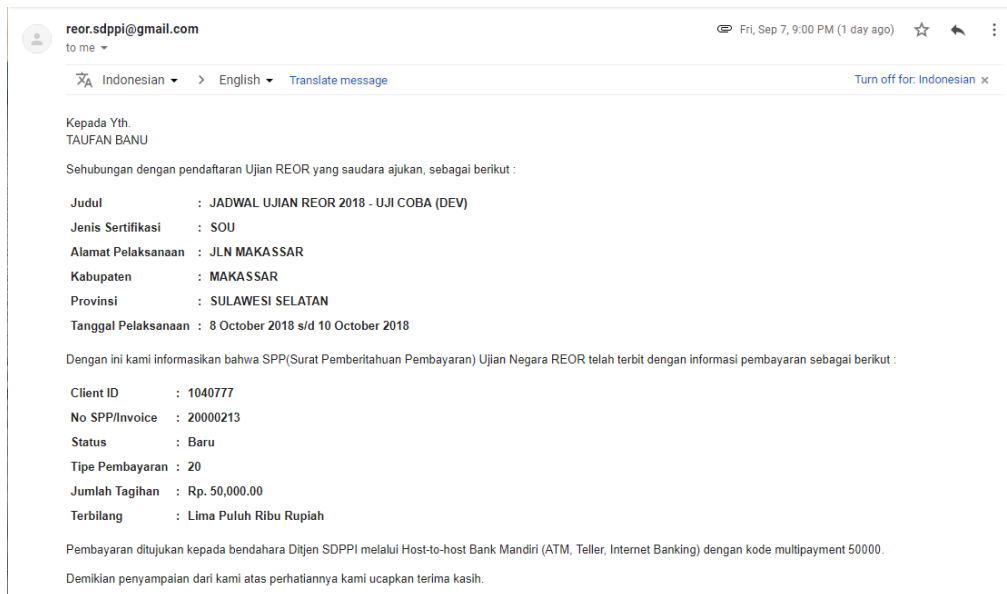 reor.sdppi@gmail.com Fri, Sep 7, 9:00 PM (1 day ago)
to me
Indonesian > English Translate message Turn off for: Indonesian x
Kepada Yth.
TAUFAN BANU
Sehubungan dengan pendaftaran Ujian REOR yang saudara ajukan, sebagai berikut :
Judul : JADWAL UJIAN REOR 2018 - UJI COBA (DEV)
Jenis Sertifikasi : SOU
Alamat Pelaksanaan : JLN MAKASSAR
Kabupaten : MAKASSAR
Provinsi : SULAWESI SELATAN
Tanggal Pelaksanaan : 8 October 2018 s/d 10 October 2018
Dengan ini kami informasikan bahwa SPP(Surat Pemberitahuan Pembayaran) Ujian Negara REOR telah terbit dengan informasi pembayaran sebagai berikut :
Client ID : 1040777
No SPP/Invoice : 20000213
Status : Baru
Tipe Pembayaran : 20
Jumlah Tagihan : Rp. 50,000.00
Terbilang : Lima Puluh Ribu Rupiah
Pembayaran ditujukan kepada bendahara Ditjen SDPPI melalui Host-to-host Bank Mandiri (ATM, Teller, Internet Banking) dengan kode multipayment 50000.
Demikian penyampaian dari kami atas perhatiannya kami ucapkan terima kasih.